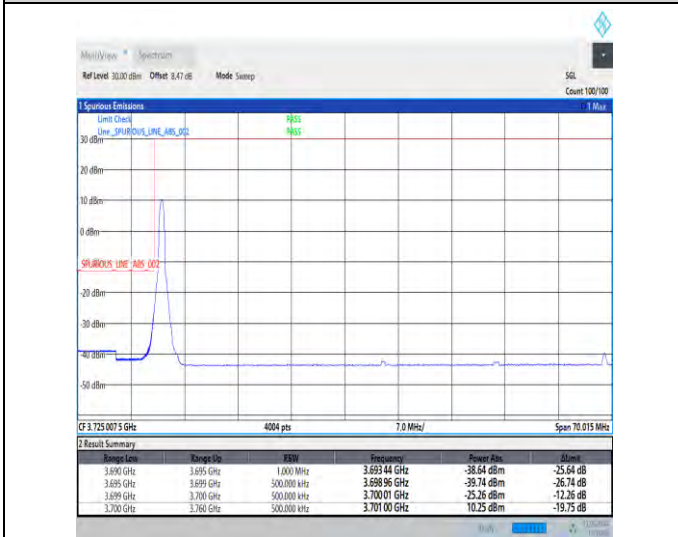 MultiView Spectrum
Ref Level 30.00 dBm Offset 8.47 dB Mode Sweep SGL
Count 100/100
1 Spurious Emissions 1 Max
Limit Check PASS
Line _SPURIOUS_LINE_ABS_002 PASS
30 dBm
20 dBm
10 dBm
0 dBm
_SPURIOUS_LINE_ABS_002
-20 dBm
-30 dBm
-40 dBm
-50 dBm
CF 3.725 007 5 GHz 4004 pts 7.0 MHz/ Span 70.015 MHz
2 Result Summary
Range Low Range Up RBW Frequency Power Abs ΔLimit
3.690 GHz 3.695 GHz 1.000 MHz 3.693 44 GHz -38.64 dBm -25.64 dB
3.695 GHz 3.699 GHz 500.000 kHz 3.698 96 GHz -39.74 dBm -26.74 dB
3.699 GHz 3.700 GHz 500.000 kHz 3.700 01 GHz -25.26 dBm -12.26 dB
3.700 GHz 3.760 GHz 500.000 kHz 3.701 00 GHz 10.25 dBm -19.75 dB